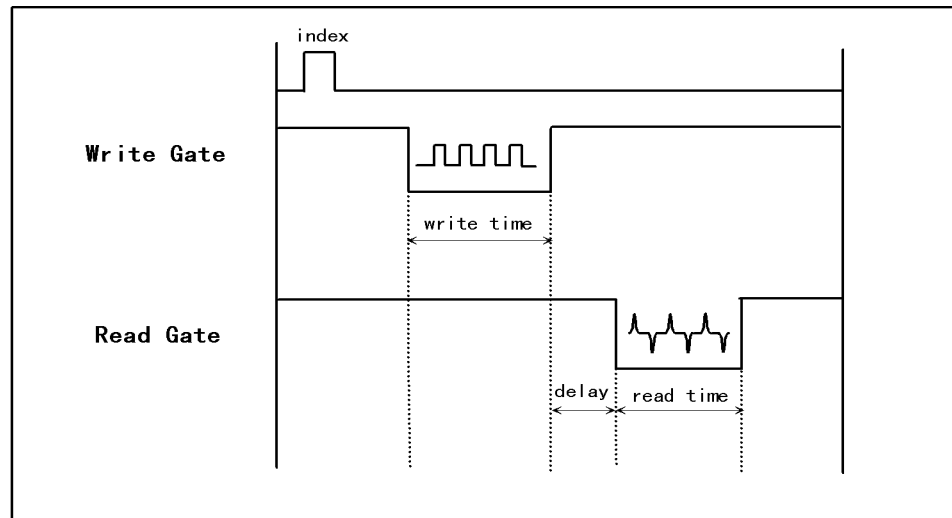 index
Write Gate
write time
Read Gate
delay
read time